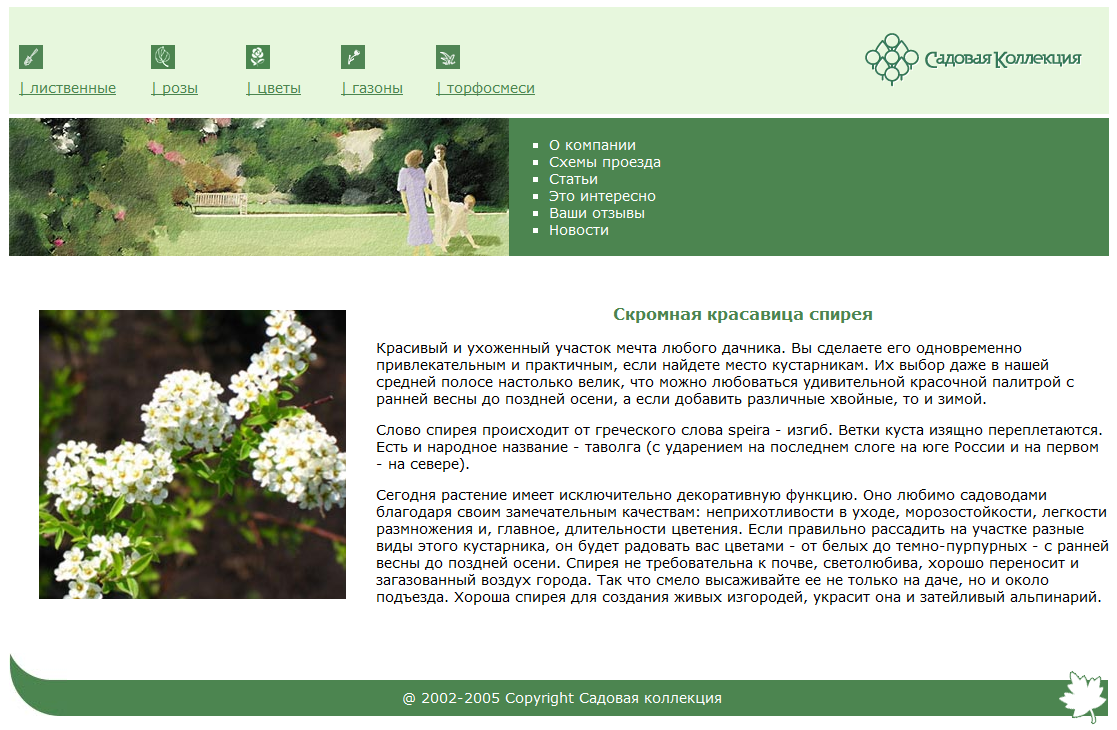 | лиственные
| розы
| цветы
| газоны
| торфосмеси
Садовая Коллекция
О компании
Схемы проезда
Статьи
Это интересно
Ваши отзывы
Новости
Скромная красавица спирея
Красивый и ухоженный участок мечта любого дачника. Вы сделаете его одновременно
привлекательным и практичным, если найдете место кустарникам. Их выбор даже в нашей
средней полосе настолько велик, что можно любоваться удивительной красочной палитрой с
ранней весны до поздней осени, а если добавить различные хвойные, то и зимой.
Слово спирея происходит от греческого слова speira - изгиб. Ветки куста изящно переплетаются.
Есть и народное название - таволга (с ударением на последнем слоге на юге России и на первом
- на севере).
Сегодня растение имеет исключительно декоративную функцию. Оно любимо садоводами
благодаря своим замечательным качествам: неприхотливости в уходе, морозостойкости, легкости
размножения и, главное, длительности цветения. Если правильно рассадить на участке разные
виды этого кустарника, он будет радовать вас цветами - от белых до темно-пурпурных - с ранней
весны до поздней осени. Спирея не требовательна к почве, светолюбива, хорошо переносит и
загазованный воздух города. Так что смело высаживайте ее не только на даче, но и около
подъезда. Хороша спирея для создания живых изгородей, украсит она и затейливый альпинарий.
@ 2002-2005 Copyright Садовая коллекция